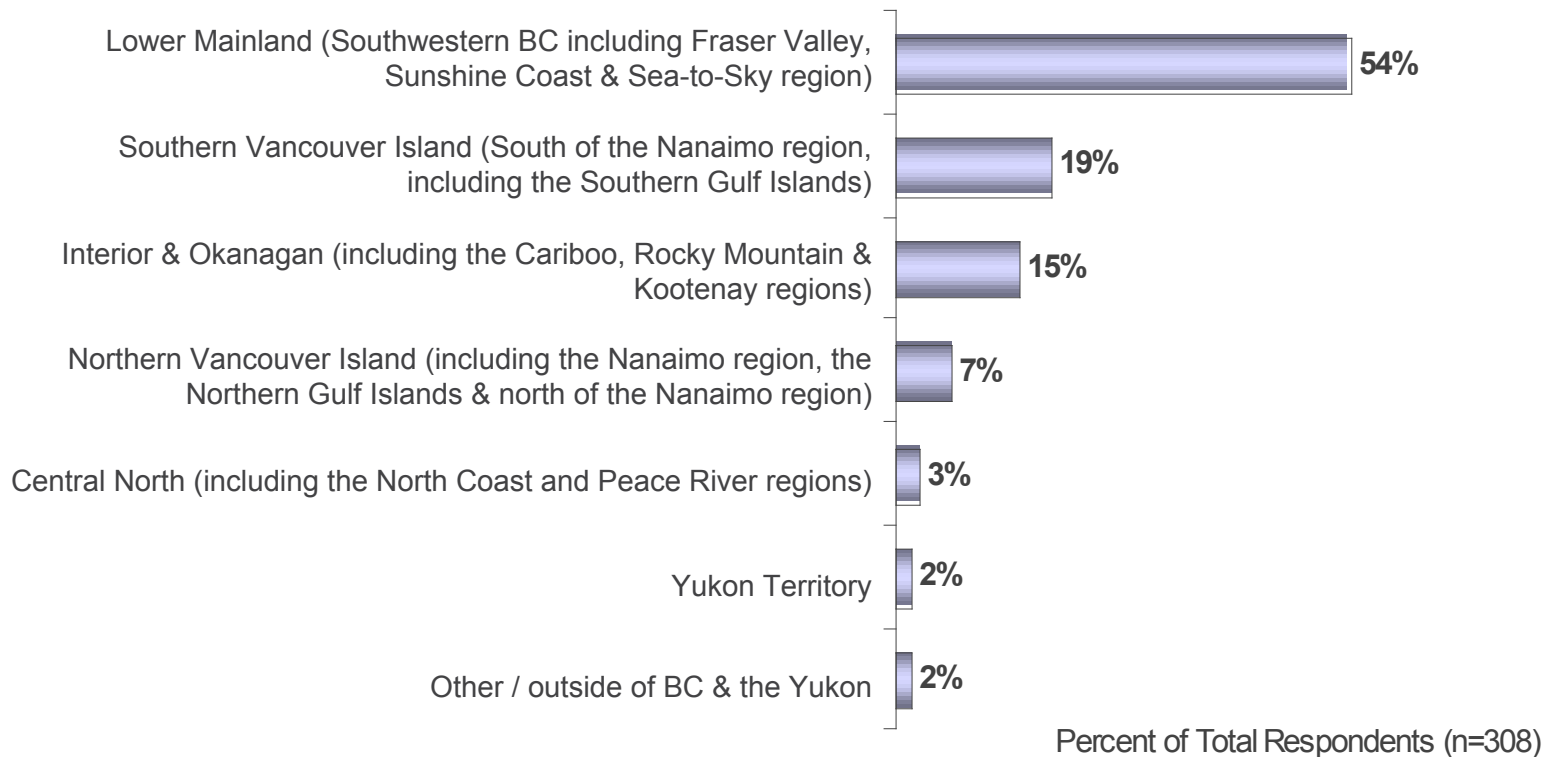 Lower Mainland (Southwestern BC including Fraser Valley,
Sunshine Coast & Sea-to-Sky region)
54%
Southern Vancouver Island (South of the Nanaimo region,
including the Southern Gulf Islands)
19%
Interior & Okanagan (including the Cariboo, Rocky Mountain &
Kootenay regions)
15%
Northern Vancouver Island (including the Nanaimo region, the
Northern Gulf Islands & north of the Nanaimo region)
7%
Central North (including the North Coast and Peace River regions)
3%
Yukon Territory
2%
Other / outside of BC & the Yukon
2%
Percent of Total Respondents (n=308)